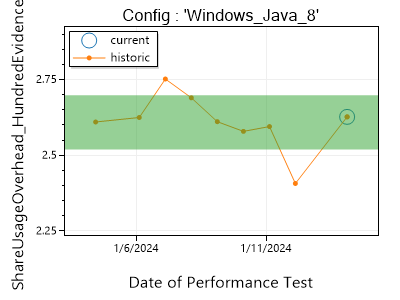 Config : 'Windows_Java_8'
current
historic
ShareUsageOverhead_HundredEvidence
2.75
2.5
2.25
1/6/2024
1/11/2024
Date of Performance Test